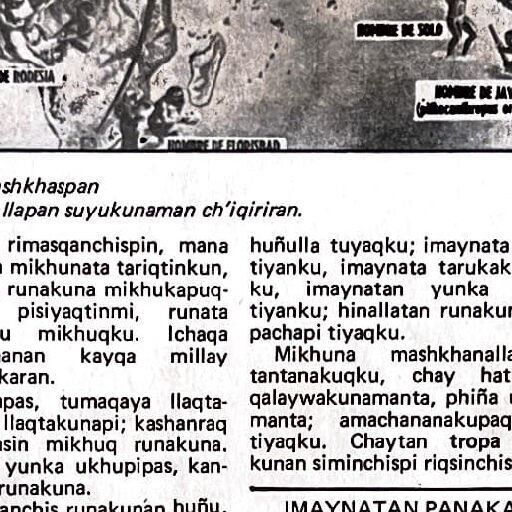 HOMBRE DE SOLO
DE RODESIA
HOMBRE DE JAV
(pithecanthropus er
HOMBRE DE FLORISBAD
ashkhaspan
llapan suyukunaman ch'iqiriran.
rimasqanchispin, mana
mikhunata tariqtinkun,
runakuna mikhukapuq-
pisiyaqtinmi, runata
u mikhuqku. Ichaqa
anan kayqa millay
karan.
pas, tumaqaya llaqta-
llaqtakunapi; kashanraq
asin mikhuq runakuna.
yunka ukhupipas, kan-
runakuna.
anchis runakunan huñu.
huñulla tuyaqku; imaynata
tiyanku, imaynata tarukak
ku, imaynatan yunka
tiyanku; hinallatan runakun
pachapi tiyaqku.
Mikhuna mashkhanalla
tantanakuqku, chay hat
qalaywakunamanta, phiña u
manta; amachananakupaq
tiyaqku. Chaytan tropa
kunan siminchispi riqsinchis
IMAYNATAN PANAKA